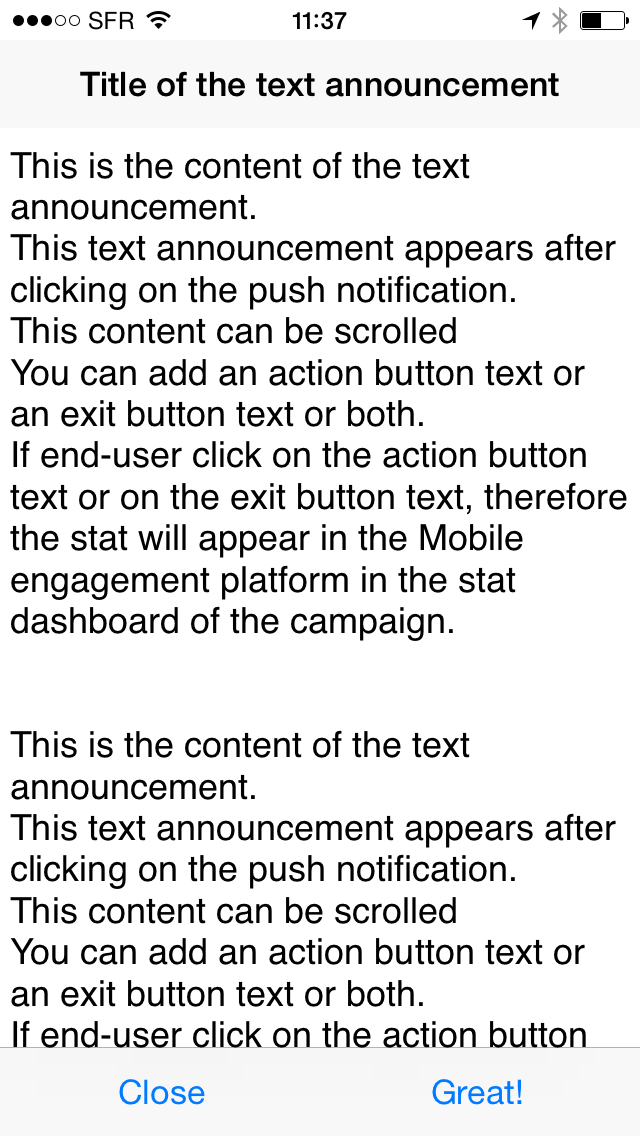 SFR 11:37
Title of the text announcement
This is the content of the text
announcement.
This text announcement appears after
clicking on the push notification.
This content can be scrolled
You can add an action button text or
an exit button text or both.
If end-user click on the action button
text or on the exit button text, therefore
the stat will appear in the Mobile
engagement platform in the stat
dashboard of the campaign.
This is the content of the text
announcement.
This text announcement appears after
clicking on the push notification.
This content can be scrolled
You can add an action button text or
an exit button text or both.
If end-user click on the action button
Close Great!